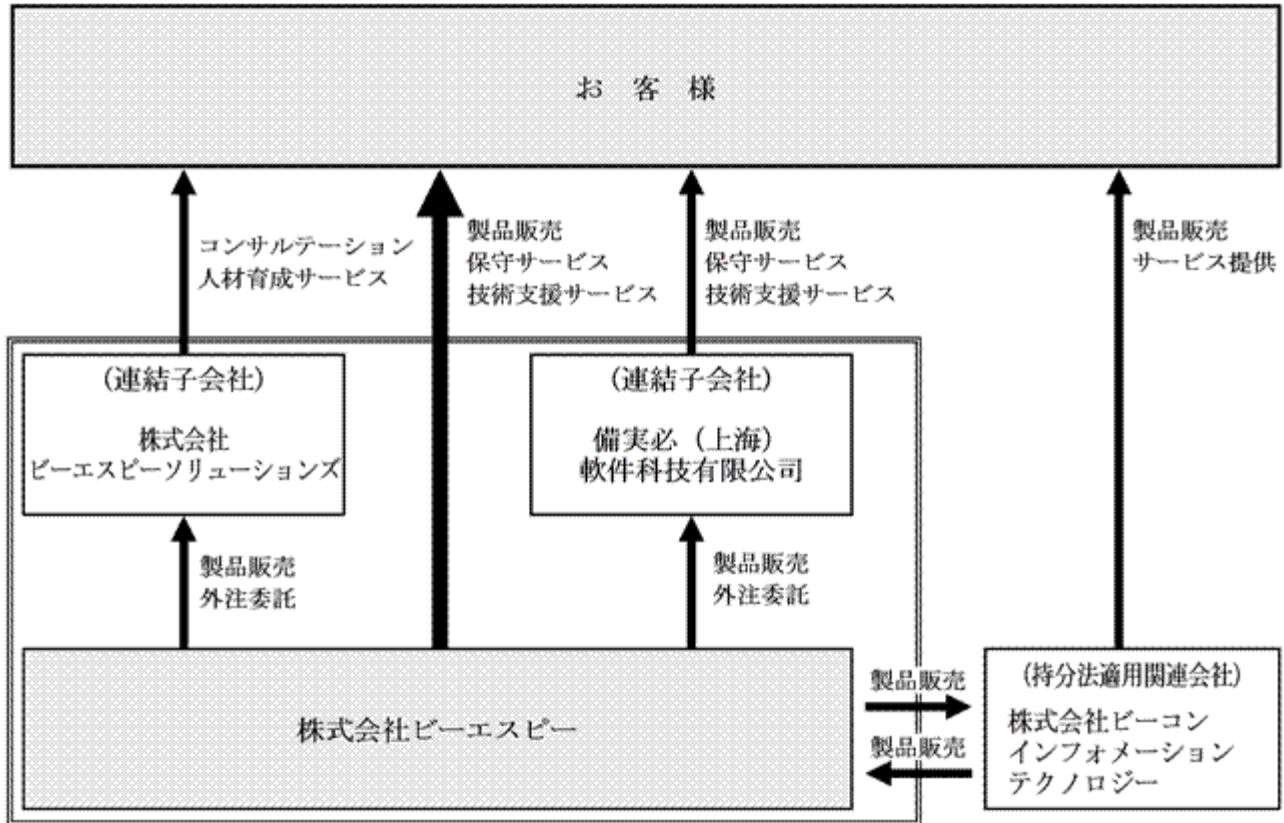 お 客 様
コンサルテーション
人材育成サービス
製品販売
保守サービス
技術支援サービス
製品販売
保守サービス
技術支援サービス
製品販売
サービス提供
(連結子会社)
株式会社
ビーエスピーソリューションズ
(連結子会社)
備実必(上海)
軟件科技有限公司
製品販売
外注委託
製品販売
外注委託
株式会社ビーエスピー
製品販売
製品販売
(持分法適用関連会社)
株式会社ビーコン
インフォメーション
テクノロジー